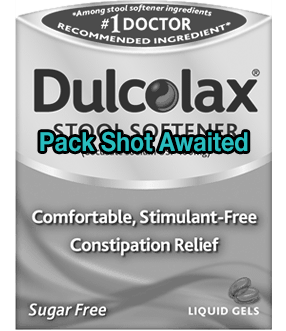 *Among stool softener ingredients
#1 DOCTOR
RECOMMENDED INGREDIENT*
Dulcolax®
STOOL SOFTENER
Pack Shot Awaited
Comfortable, Stimulant-Free
Constipation Relief
Sugar Free
LIQUID GELS